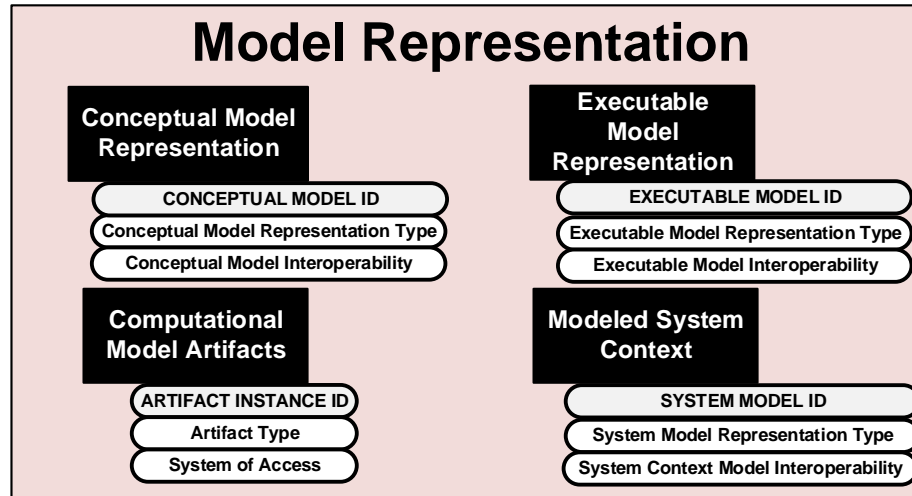 Model Representation
Conceptual Model
Representation
CONCEPTUAL MODEL ID
Conceptual Model Representation Type
Conceptual Model Interoperability
Executable
Model
Representation
EXECUTABLE MODEL ID
Executable Model Representation Type
Executable Model Interoperability
Computational
Model Artifacts
ARTIFACT INSTANCE ID
Artifact Type
System of Access
Modeled System
Context
SYSTEM MODEL ID
System Model Representation Type
System Context Model Interoperability